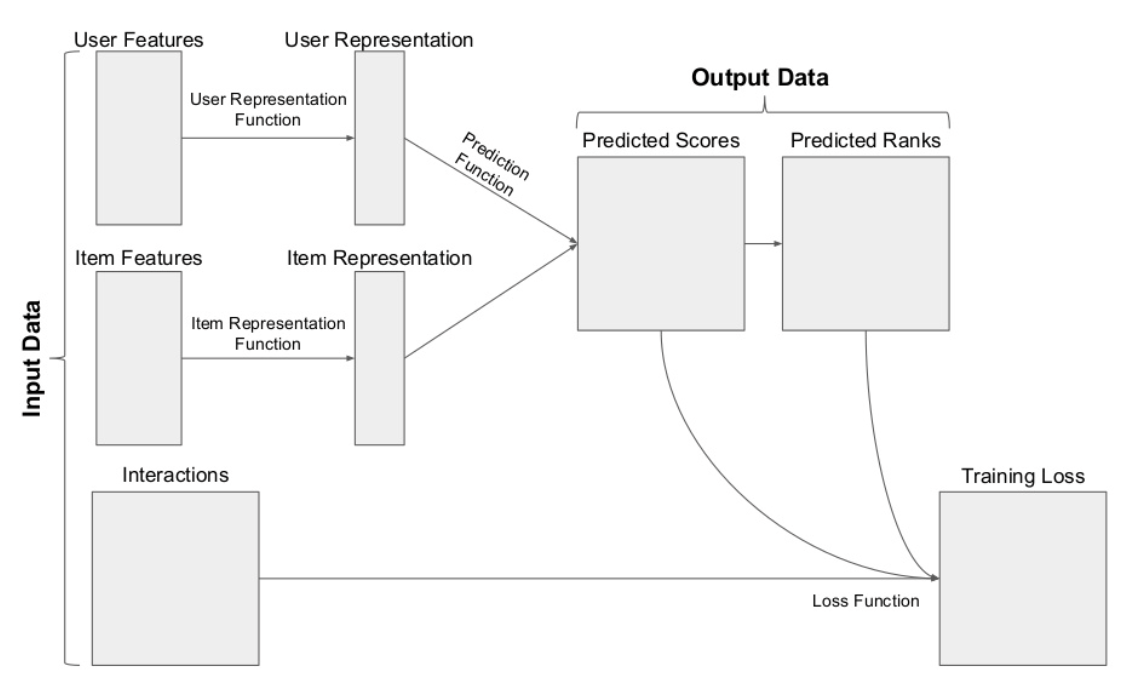 User Features
User Representation
User Representation
Function
Prediction
Function
Output Data
Predicted Scores
Predicted Ranks
Item Features
Item Representation
Item Representation
Function
Input Data
Interactions
Training Loss
Loss Function